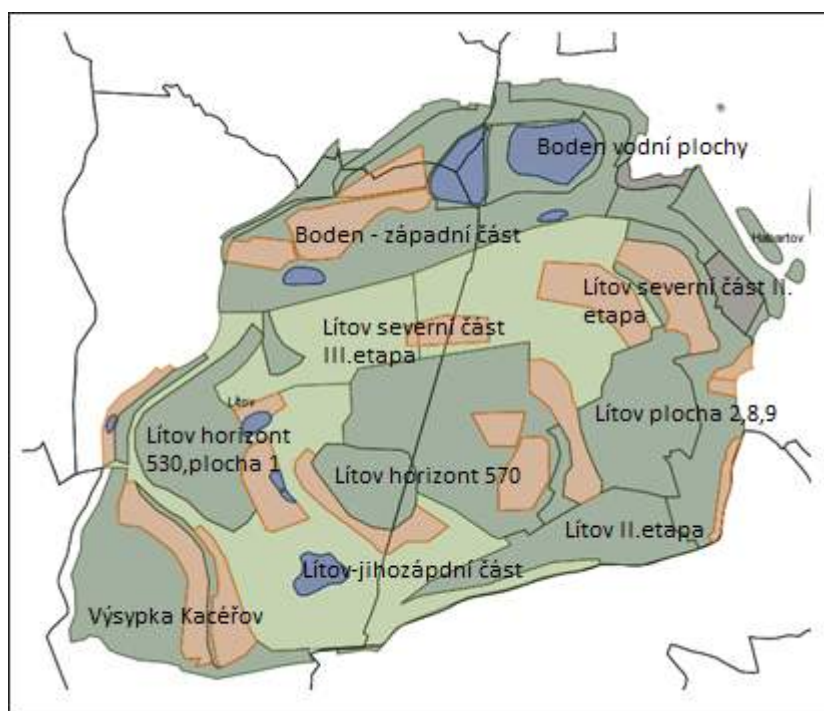 Boden vodní plochy
Habartov
Boden - západní část
Lítov severní část II.
etapa
Lítov severní část
III.etapa
Lítov
Lítov plocha 2,8,9
Lítov horizont
530,plocha 1
Lítov horizont 570
Lítov II.etapa
Lítov-jihozápdní část
Výsypka Kacéřov